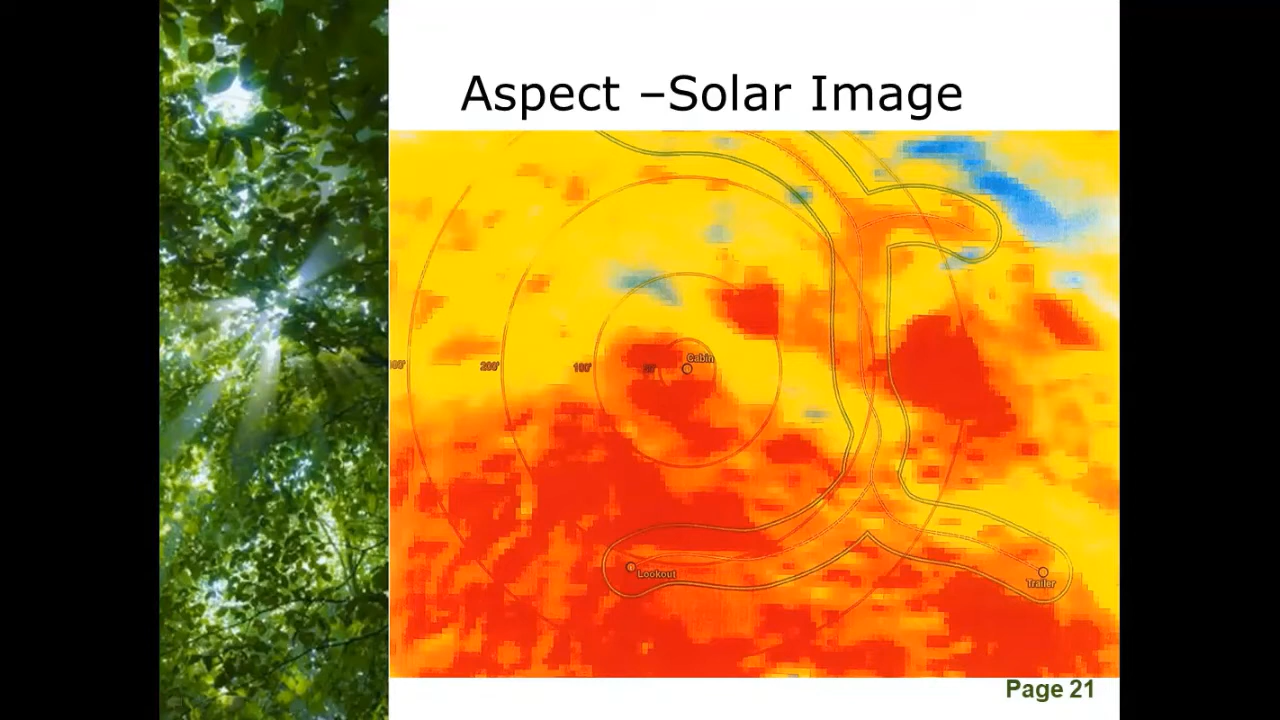 Aspect –Solar Image
Cabin
200'
100'
Lookout
Trailer
Page 21